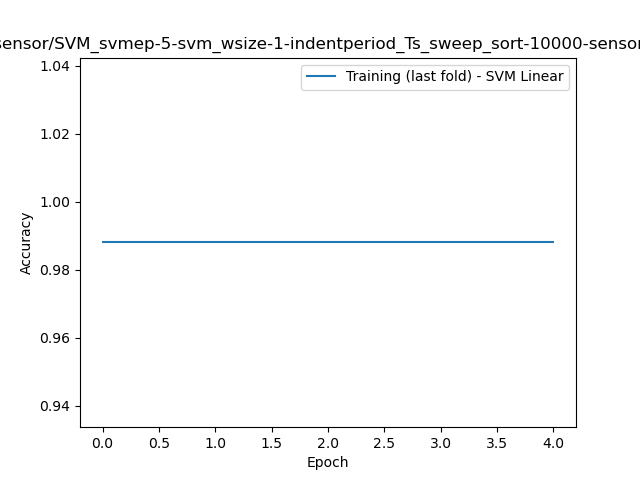 sensor/SVM_svmep-5-svm_wsize-1-indentperiod_Ts_sweep_sort-10000-sensor
Training (last fold) - SVM Linear
1.04
1.02
1.00
0.98
0.96
0.94
Accuracy
0.0 0.5 1.0 1.5 2.0 2.5 3.0 3.5 4.0
Epoch